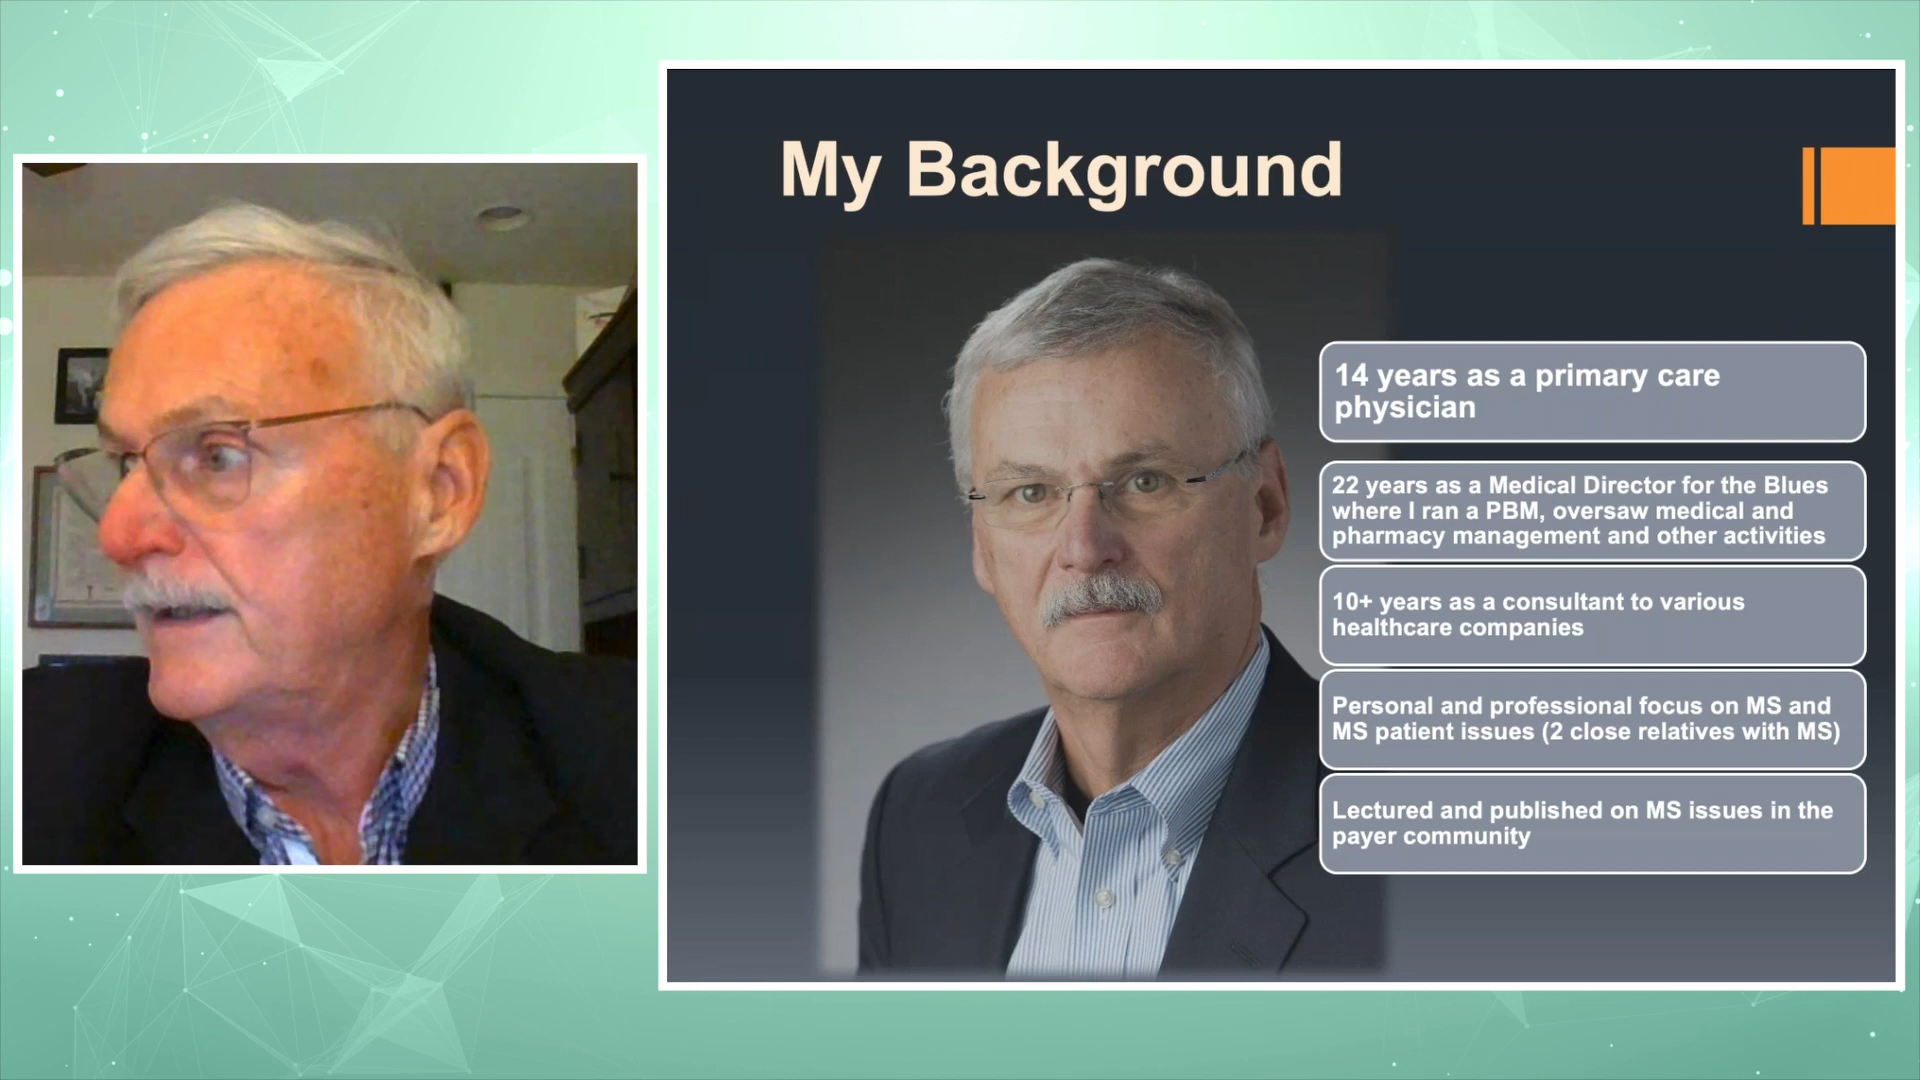 My Background
14 years as a primary care
physician
22 years as a Medical Director for the Blues
where I ran a PBM, oversaw medical and
pharmacy management and other activities
10+ years as a consultant to various
healthcare companies
Personal and professional focus on MS and
MS patient issues (2 close relatives with MS)
Lectured and published on MS issues in the
payer community